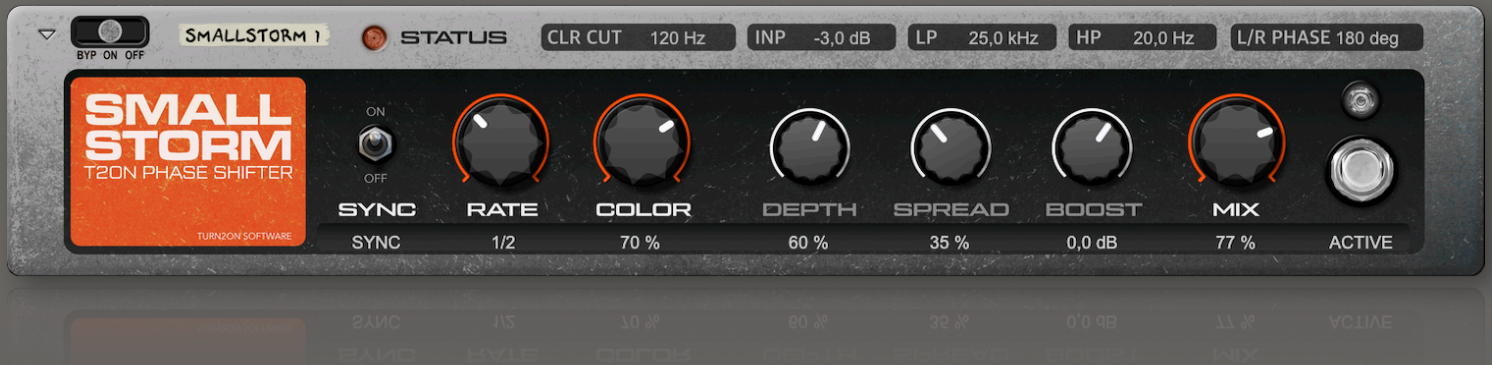 BYP ON OFF
SMALLSTORM 1
STATUS
CLR CUT 120 Hz
INP -3,0 dB
LP 25,0 kHz
HP 20,0 Hz
L/R PHASE 180 deg
SMALL
STORM
T2ON PHASE SHIFTER
TURN2ON SOFTWARE
ON
OFF
SYNC RATE COLOR DEPTH SPREAD BOOST MIX
SYNC 1/2 70 % 60 % 35 % 0,0 dB 77 % ACTIVE